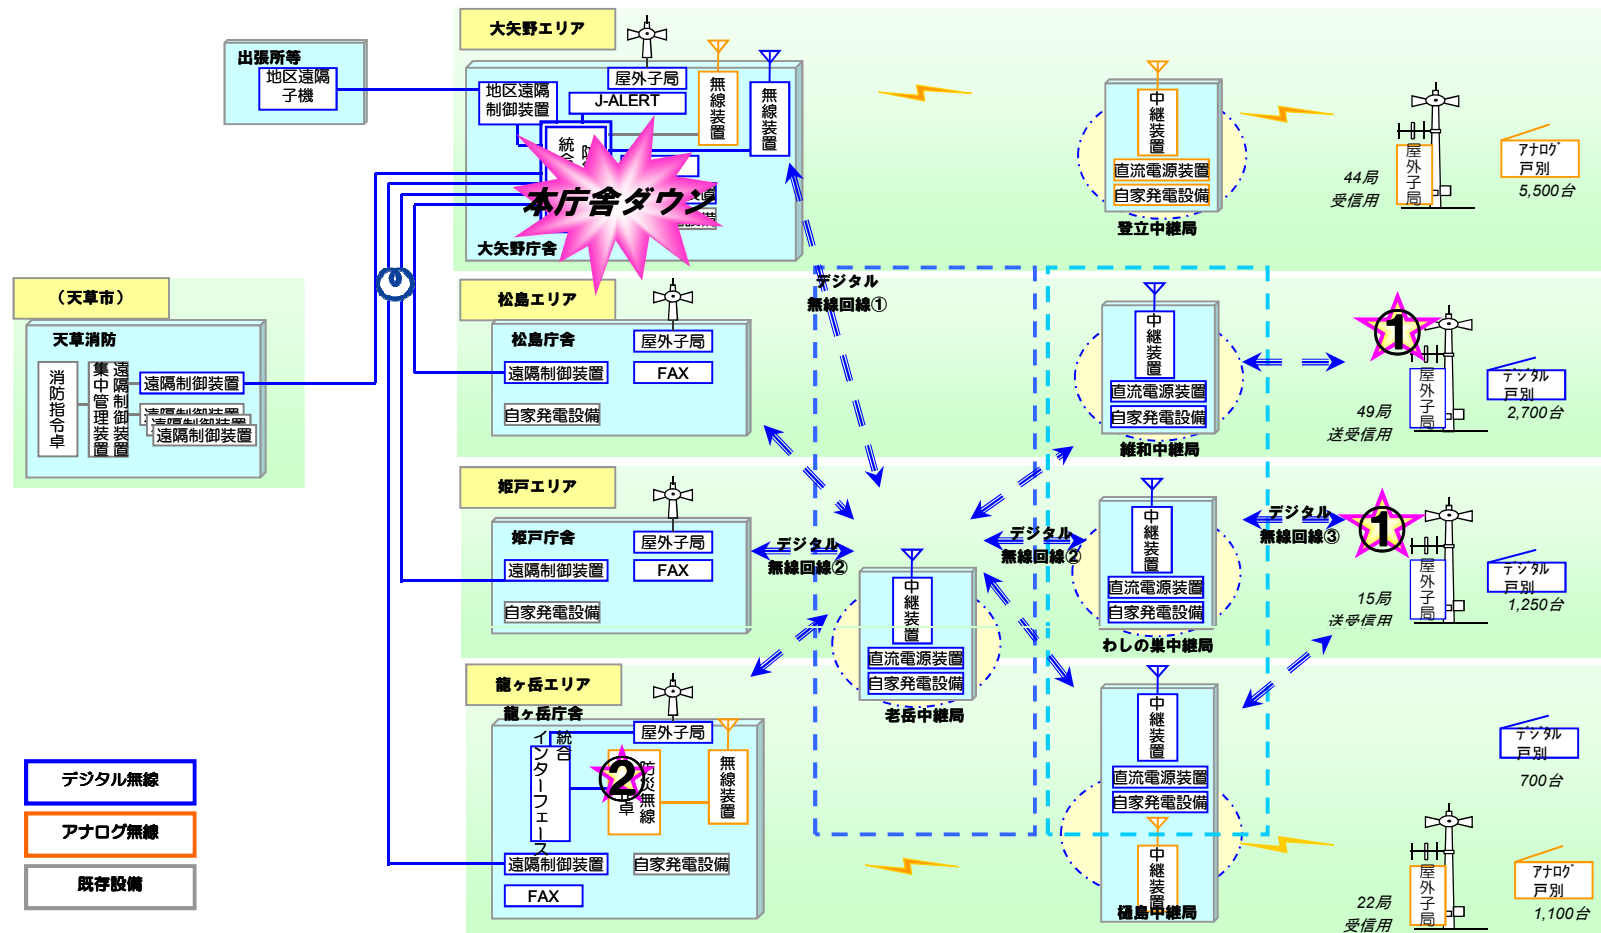 大矢野エリア
出張所等
地区遠隔
子機
地区遠隔
制御装置
屋外子局
J-ALERT
無線装置
無線装置
統合
本庁舎ダウン
大矢野庁舎
中継装置
直流電源装置
自家発電設備
登立中継局
44局
受信用
屋外子局
アナログ
戸別
5,500台
（天草市）
天草消防
消防指令卓
集中管理装置
遠隔制御装置
遠隔制御装置
遠隔制御装置
遠隔制御装置
遠隔制御装置
松島エリア
松島庁舎
屋外子局
遠隔制御装置
FAX
自家発電設備
デジタル
無線回線①
中継装置
直流電源装置
自家発電設備
維和中継局
①
49局
送受信用
屋外子局
デジタル
戸別
2,700台
姫戸エリア
姫戸庁舎
屋外子局
遠隔制御装置
FAX
自家発電設備
デジタル
無線回線②
中継装置
直流電源装置
自家発電設備
老岳中継局
デジタル
無線回線②
中継装置
直流電源装置
自家発電設備
わしの巣中継局
デジタル
無線回線③
①
15局
送受信用
屋外子局
デジタル
戸別
1,250台
龍ヶ岳エリア
龍ヶ岳庁舎
屋外子局
統合
インターフェース
②
防災無線
卓
無線装置
遠隔制御装置
自家発電設備
FAX
中継装置
直流電源装置
自家発電設備
中継装置
樋島中継局
デジタル
戸別
700台
22局
受信用
屋外子局
アナログ
戸別
1,100台
デジタル無線
アナログ無線
既存設備